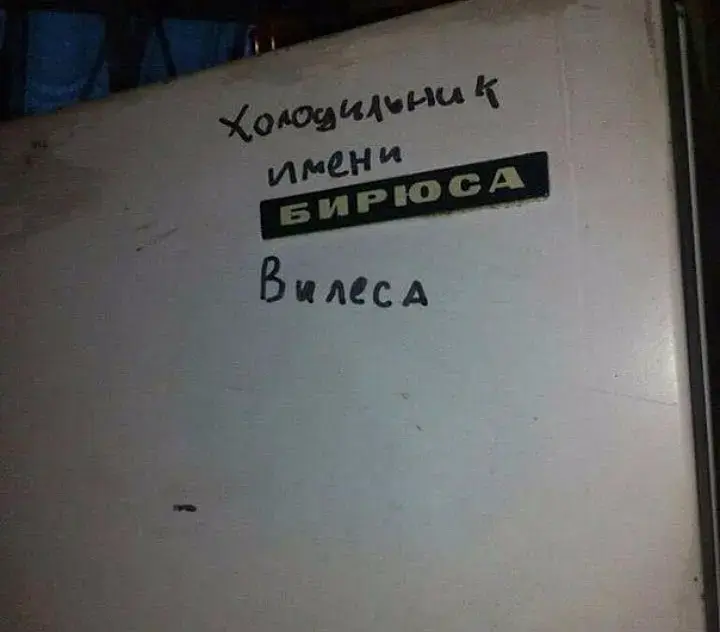 Холодильник
имени
БИРЮСА
Вилеса